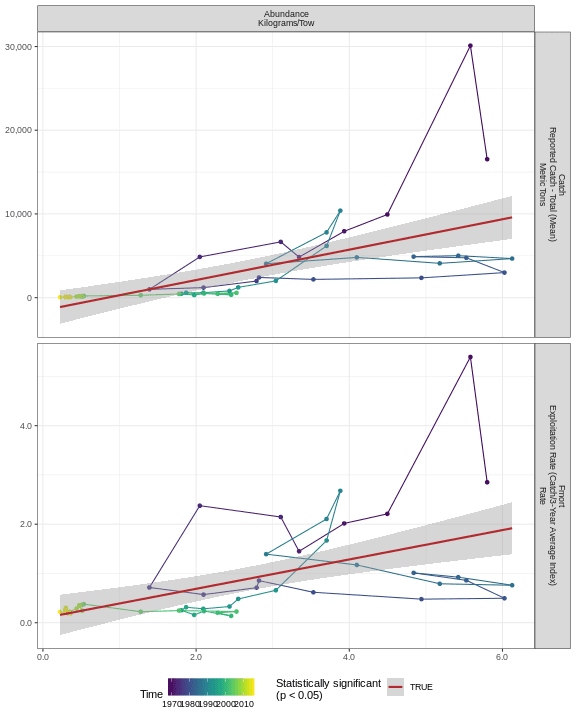 Abundance
Kilograms/Tow
30,000
20,000
10,000
0
Catch
Reported Catch - Total (Mean)
Metric Tons
4.0
2.0
0.0
Fmort
Exploitation Rate (Catch/3-Year Average Index)
Rate
0.0 2.0 4.0 6.0
Time
1970 1980 1990 2000 2010
Statistically significant
(p < 0.05)
TRUE